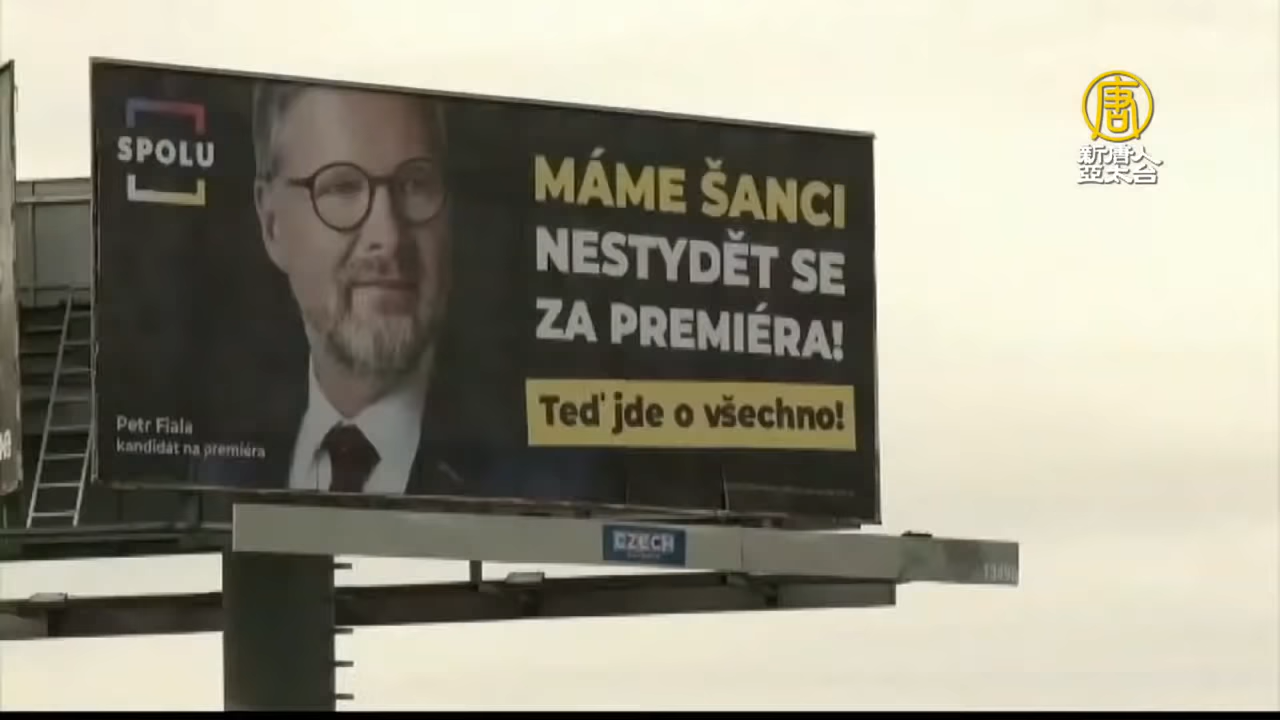 唐
新唐人
亞太台
SPOLU
MÁME ŠANCI
NESTYDĚT SE
ZA PREMIÉRA!
Teď jde o všechno!
Petr Fiala
kandidát na premiéra
CZECH